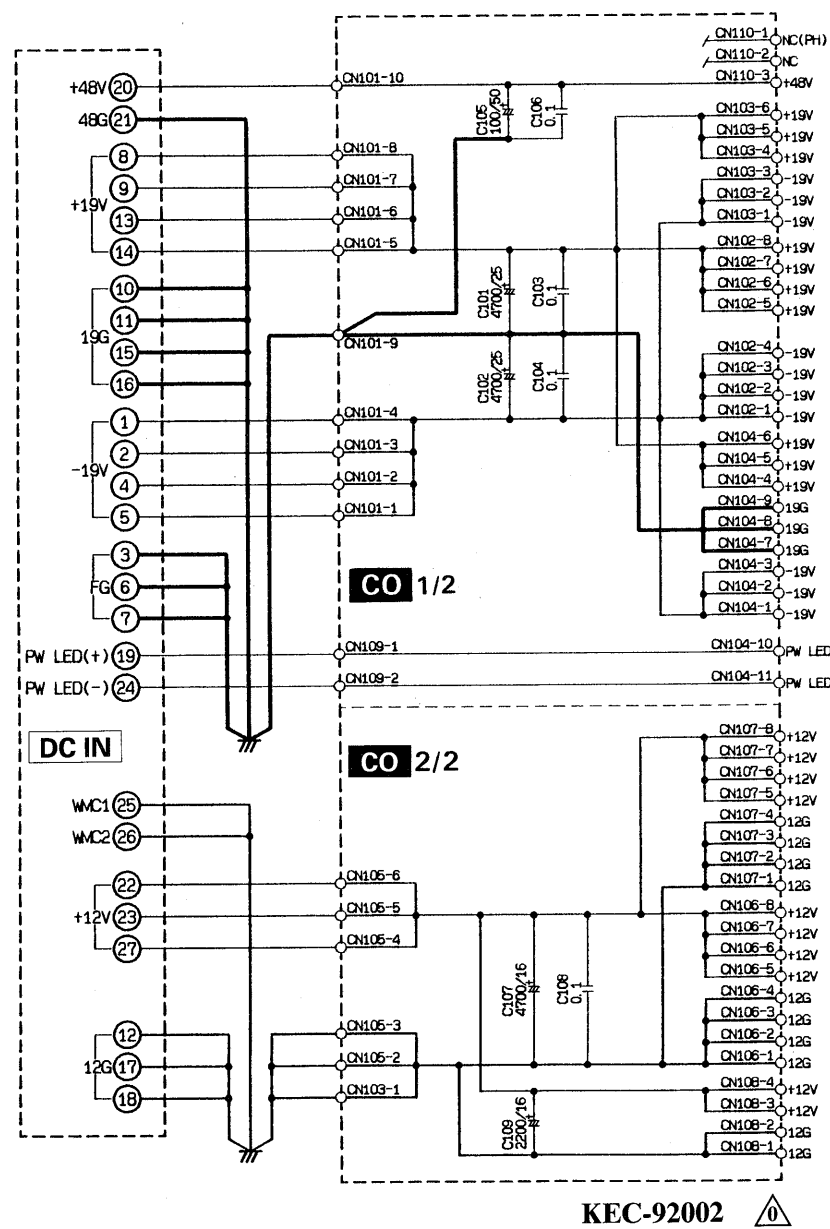 CN110-1 NC(PH)
CN110-2 NC
+48V 20 CN101-10 CN110-3 +48V
48G 21
C105 100/50
C106 0.1
CN103-6 +19V
CN103-5 +19V
CN103-4 +19V
CN103-3 -19V
CN103-2 -19V
CN103-1 -19V
+19V
8 CN101-8
9 CN101-7
13 CN101-6
14 CN101-5
CN102-8 +19V
CN102-7 +19V
CN102-6 +19V
CN102-5 +19V
19G
10
11
15
16
C101 4700/25
C103 0.1
CN101-9
C102 4700/25
C104 0.1
CN102-4 -19V
CN102-3 -19V
CN102-2 -19V
CN102-1 -19V
-19V
1 CN101-4
2 CN101-3
4 CN101-2
5 CN101-1
CN104-6 +19V
CN104-5 +19V
CN104-4 +19V
CN104-9 19G
CN104-8 19G
CN104-7 19G
CN104-3 -19V
CN104-2 -19V
CN104-1 -19V
3
FG 6
7
CO 1/2
PW LED(+) 19 CN109-1 CN104-10 PW LED
PW LED(-) 24 CN109-2 CN104-11 PW LED
DC IN
CO 2/2
CN107-8 +12V
CN107-7 +12V
CN107-6 +12V
CN107-5 +12V
CN107-4 12G
CN107-3 12G
CN107-2 12G
CN107-1 12G
WMC1 25
WMC2 26
22 CN105-6
+12V 23 CN105-5
27 CN105-4
CN106-8 +12V
CN106-7 +12V
CN106-6 +12V
CN106-5 +12V
CN106-4 12G
CN106-3 12G
CN106-2 12G
CN106-1 12G
C107 4700/16
C108 0.1
12 CN105-3
12G 17 CN105-2
18 CN103-1
C109 2200/16
CN108-4 +12V
CN108-3 +12V
CN108-2 12G
CN108-1 12G
KEC-92002 0